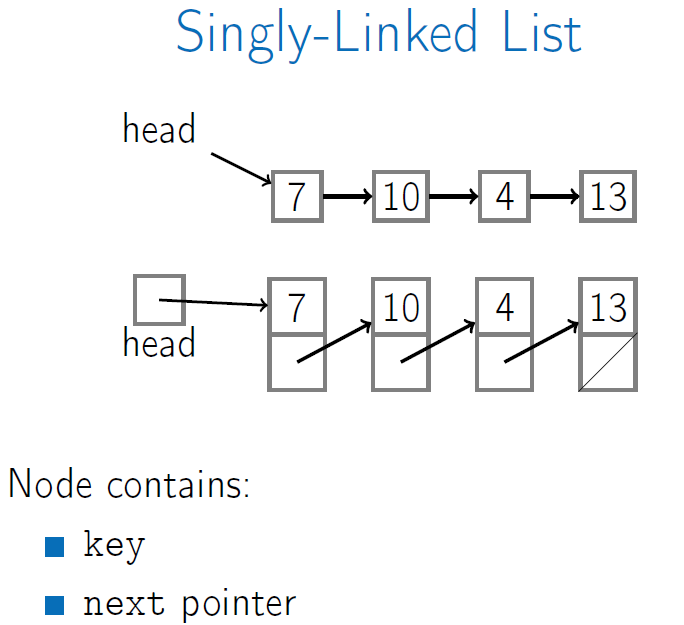 Singly-Linked List
head
7 10 4 13
7 10 4 13
head
Node contains:
key
next pointer